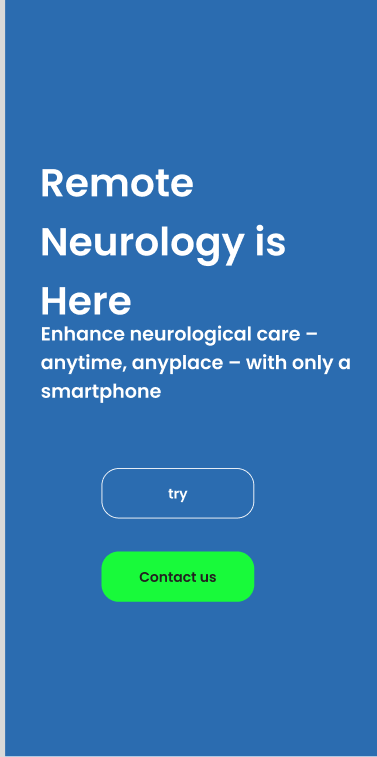 Remote
Neurology is
Here
Enhance neurological care –
anytime, anyplace – with only a
smartphone
try
Contact us